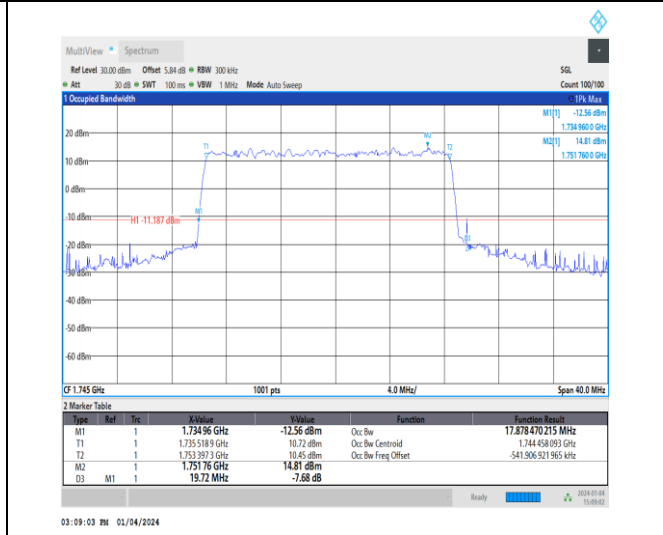 MultiView Spectrum
Ref Level 30.00 dBm Offset 5.84 dB RBW 300 kHz SGL
Att 30 dB SWT 100 ms VBW 1 MHz Mode Auto Sweep Count 100/100
1 Occupied Bandwidth 1Pk Max
M1[1] -12.56 dBm
1.734 960 0 GHz
M2[1] 14.81 dBm
1.751 760 0 GHz
20 dBm
M2
T1 T2
10 dBm
0 dBm
M1
-10 dBm
H1 -11.187 dBm
D3
-20 dBm
-30 dBm
-40 dBm
-50 dBm
-60 dBm
CF 1.745 GHz 1001 pts 4.0 MHz/ Span 40.0 MHz
2 Marker Table
Type Ref Trc X-Value Y-Value Function Function Result
M1 1 1.734 96 GHz -12.56 dBm Occ Bw 17.878 470 215 MHz
T1 1 1.735 518 9 GHz 10.72 dBm Occ Bw Centroid 1.744 458 093 GHz
T2 1 1.753 397 3 GHz 10.45 dBm Occ Bw Freq Offset -541.906 921 965 kHz
M2 1 1.751 76 GHz 14.81 dBm
D3 M1 1 19.72 MHz -7.68 dB
Ready 2024-01-04
15:09:02
03:09:03 PM 01/04/2024